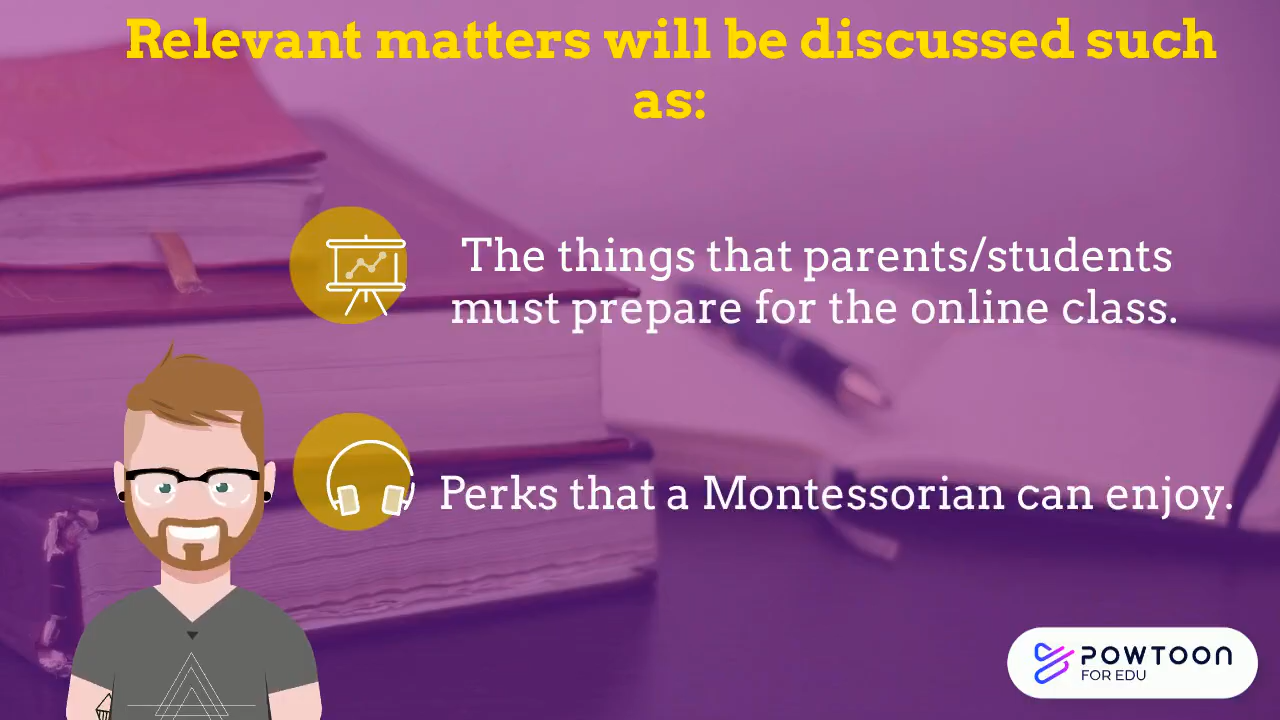 Relevant matters will be discussed such
as:
The things that parents/students
must prepare for the online class.
Perks that a Montessorian can enjoy.
POWTOON
FOR EDU